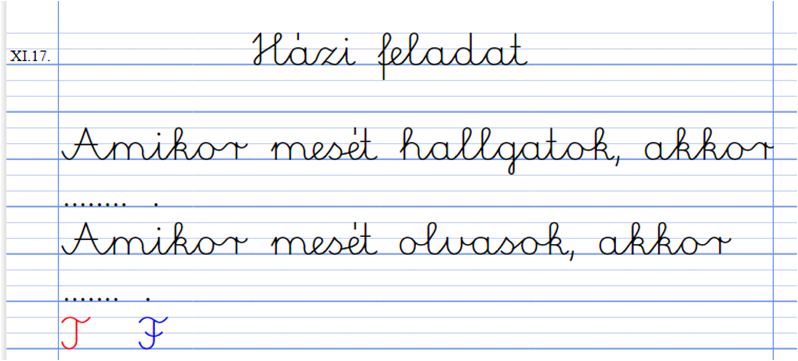 XI.17. Házi feladat
Amikor mesét hallgatok, akkor
........ .
Amikor mesét olvasok, akkor
....... .
T F